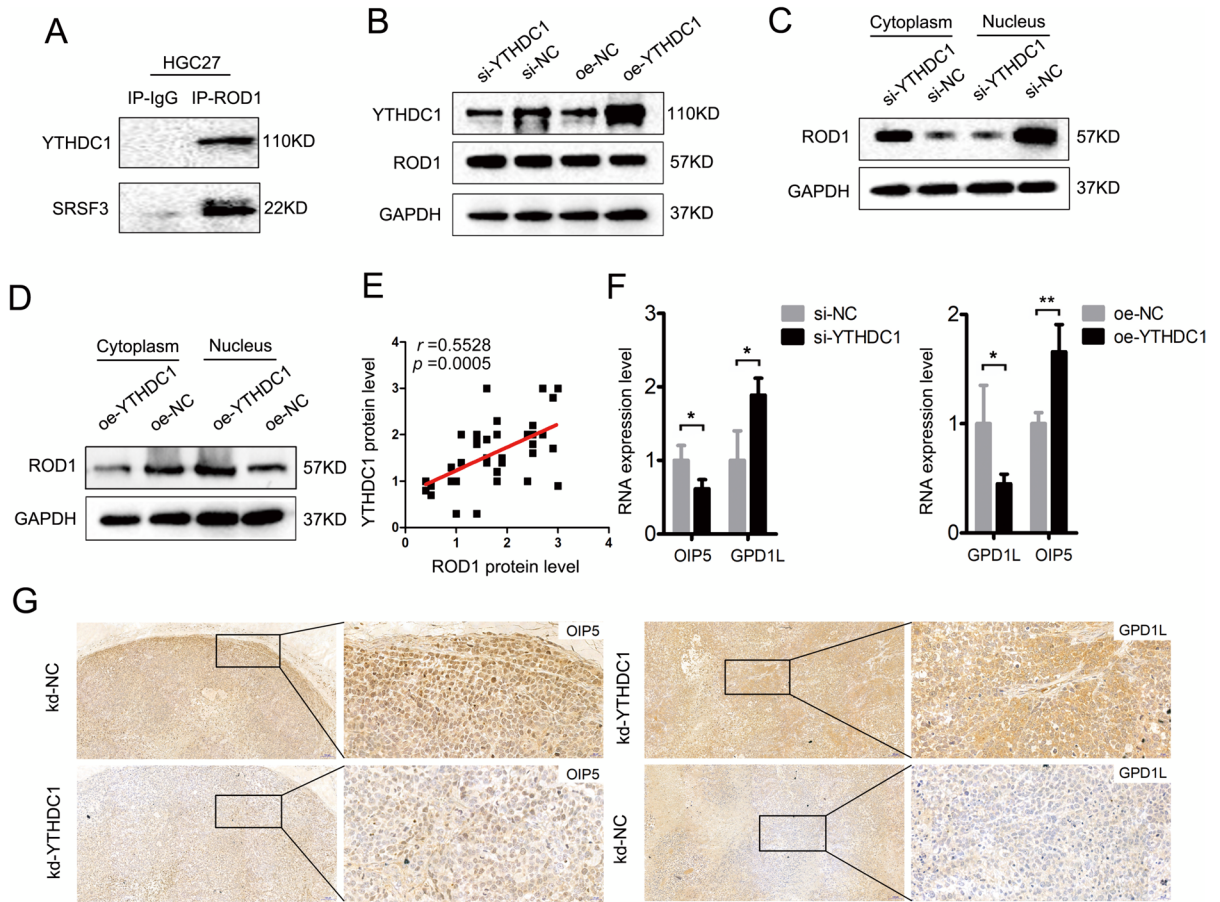 A
HGC27
IP-IgG IP-ROD1
YTHDC1 110KD
SRSF3 22KD
B
si-YTHDC1 si-NC oe-NC oe-YTHDC1
YTHDC1 110KD
ROD1 57KD
GAPDH 37KD
C
Cytoplasm Nucleus
si-YTHDC1 si-NC si-YTHDC1 si-NC
ROD1 57KD
GAPDH 37KD
D
Cytoplasm Nucleus
oe-YTHDC1 oe-NC oe-YTHDC1 oe-NC
ROD1 57KD
GAPDH 37KD
E
r =0.5528
p =0.0005
YTHDC1 protein level
4
3
2
1
0
0 1 2 3 4
ROD1 protein level
F
RNA expression level
3
2
1
0
si-NC
si-YTHDC1
*
*
OIP5 GPD1L
RNA expression level
2
1
0
oe-NC
oe-YTHDC1
*
**
GPD1L OIP5
G
kd-NC
OIP5
kd-YTHDC1
GPD1L
kd-YTHDC1
OIP5
kd-NC
GPD1L